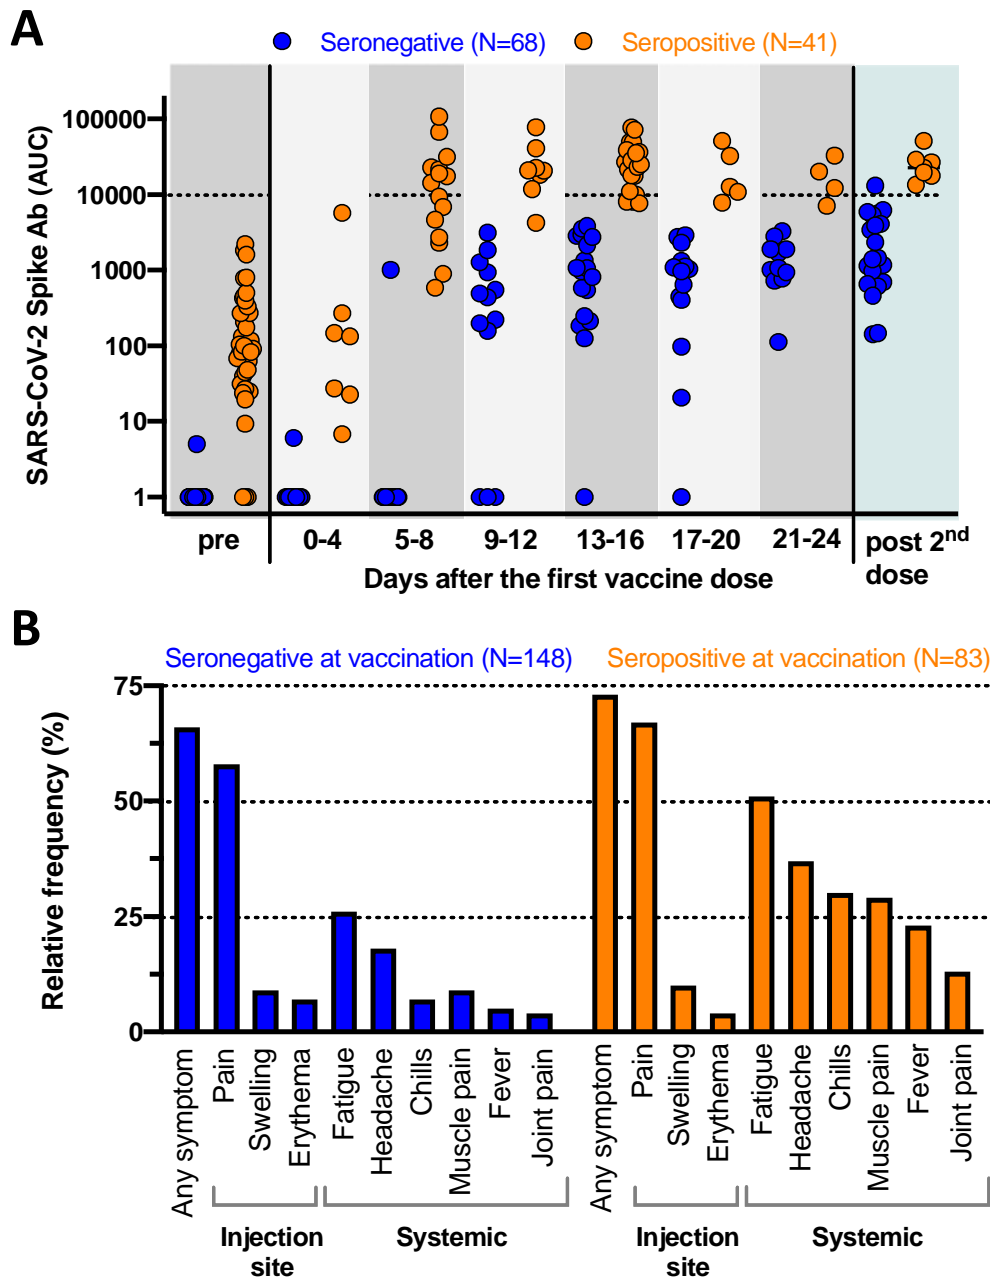 A
Seronegative (N=68) Seropositive (N=41)
SARS-CoV-2 Spike Ab (AUC)
100000
10000
1000
100
10
1
pre 0-4 5-8 9-12 13-16 17-20 21-24 post 2nd dose
Days after the first vaccine dose
B
Seronegative at vaccination (N=148) Seropositive at vaccination (N=83)
Relative frequency (%)
75
50
25
0
Any symptom Pain Swelling Erythema Fatigue Headache Chills Muscle pain Fever Joint pain Any symptom Pain Swelling Erythema Fatigue Headache Chills Muscle pain Fever Joint pain
Injection site Systemic Injection site Systemic